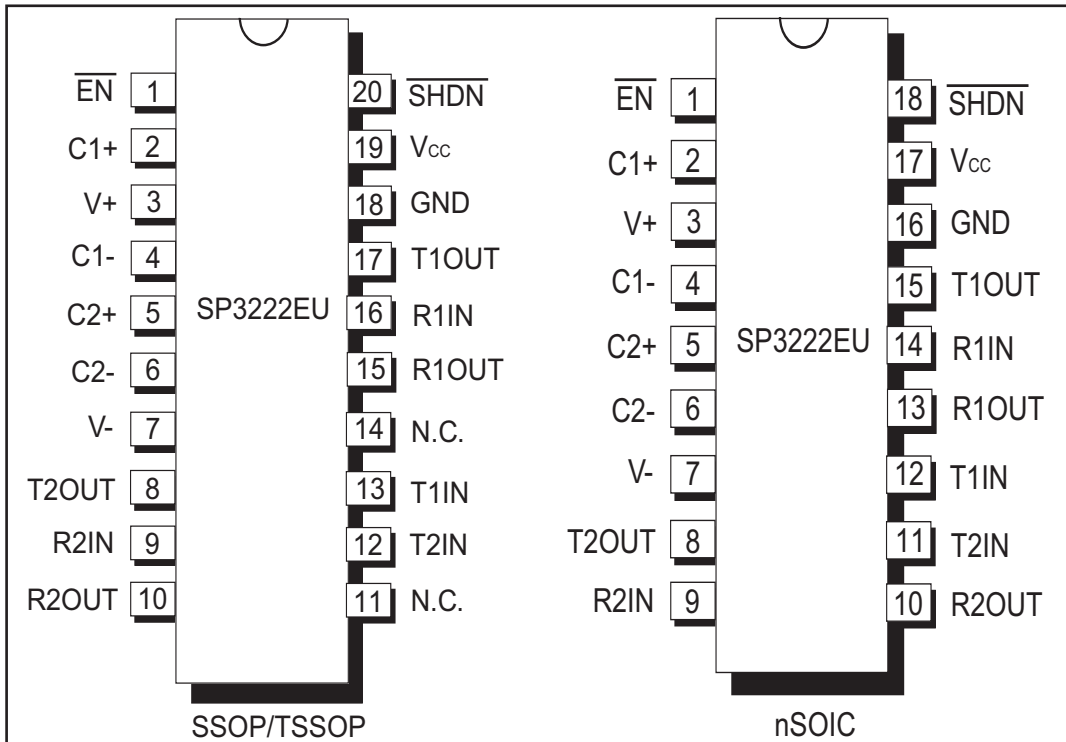 EN 1 20 SHDN
C1+ 2 19 VCC
V+ 3 18 GND
C1- 4 17 T1OUT
C2+ 5 SP3222EU 16 R1IN
C2- 6 15 R1OUT
V- 7 14 N.C.
T2OUT 8 13 T1IN
R2IN 9 12 T2IN
R2OUT 10 11 N.C.
SSOP/TSSOP
EN 1 18 SHDN
C1+ 2 17 VCC
V+ 3 16 GND
C1- 4 15 T1OUT
C2+ 5 SP3222EU 14 R1IN
C2- 6 13 R1OUT
V- 7 12 T1IN
T2OUT 8 11 T2IN
R2IN 9 10 R2OUT
nSOIC